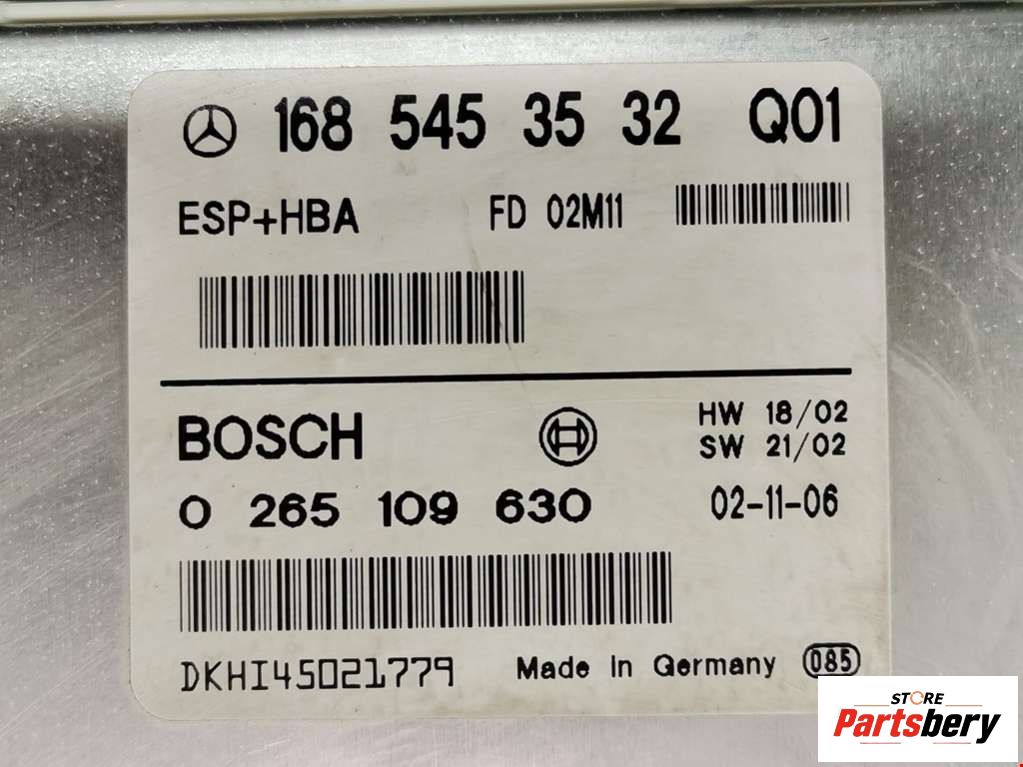 168 545 35 32 Q01
ESP+HBA FD 02M11
BOSCH HW 18/02
SW 21/02
0 265 109 630 02-11-06
DKHI45021779 Made in Germany 085
STORE
Partsbery